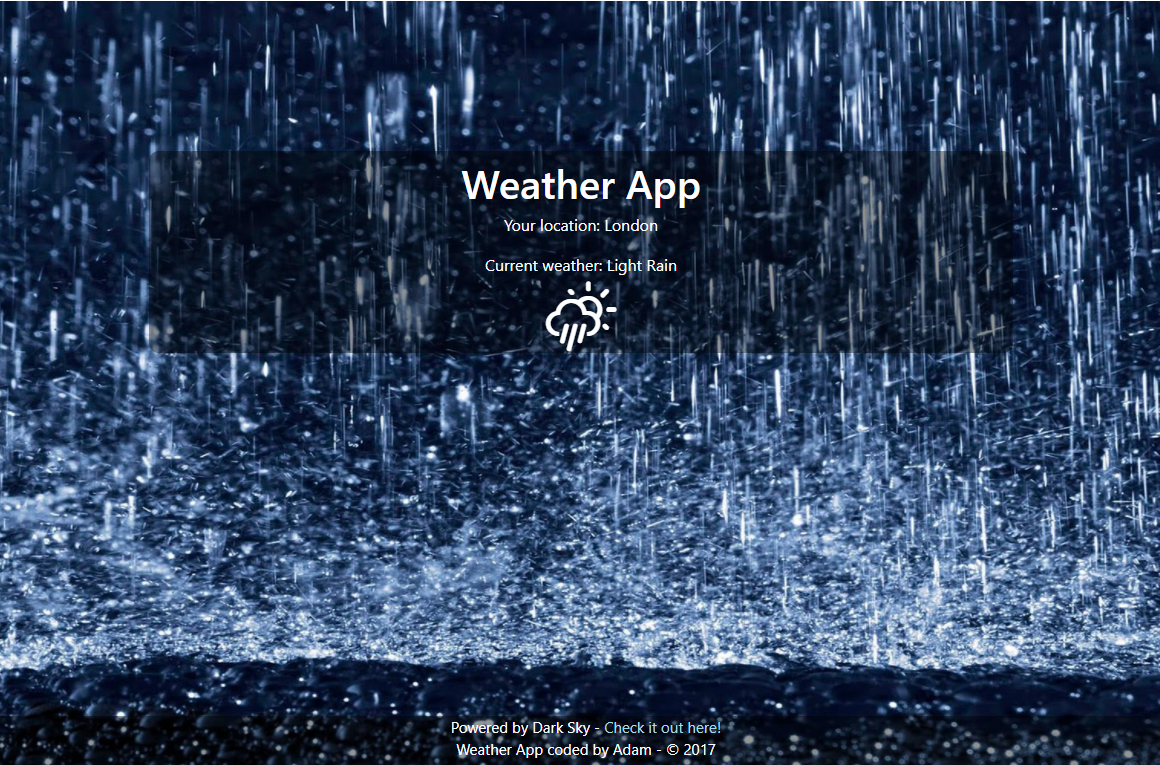 Weather App
Your location: London
Current weather: Light Rain
Powered by Dark Sky - Check it out here!
Weather App coded by Adam - © 2017